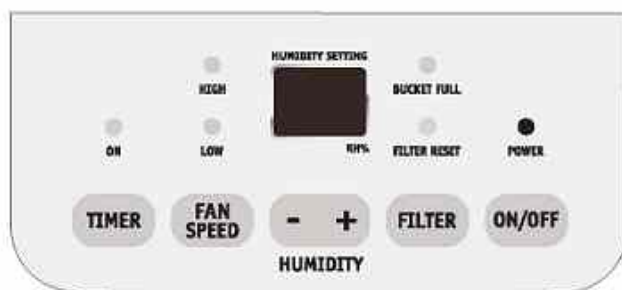 HUMIDITY SETTING
HIGH
BUCKET FULL
ON
LOW
RH%
FILTER RESET
POWER
TIMER
FAN
SPEED
- +
FILTER
ON/OFF
HUMIDITY